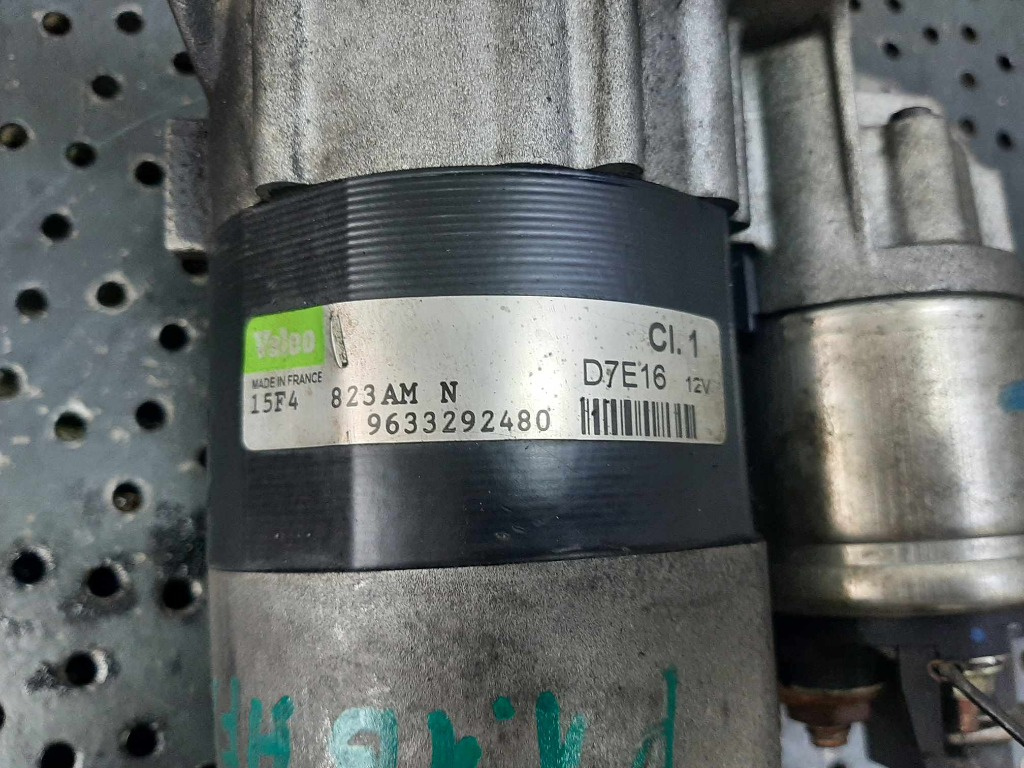 Valeo
MADE IN FRANCE
Cl. 1
D7E16 12V
15F4 823AM N
9633292480